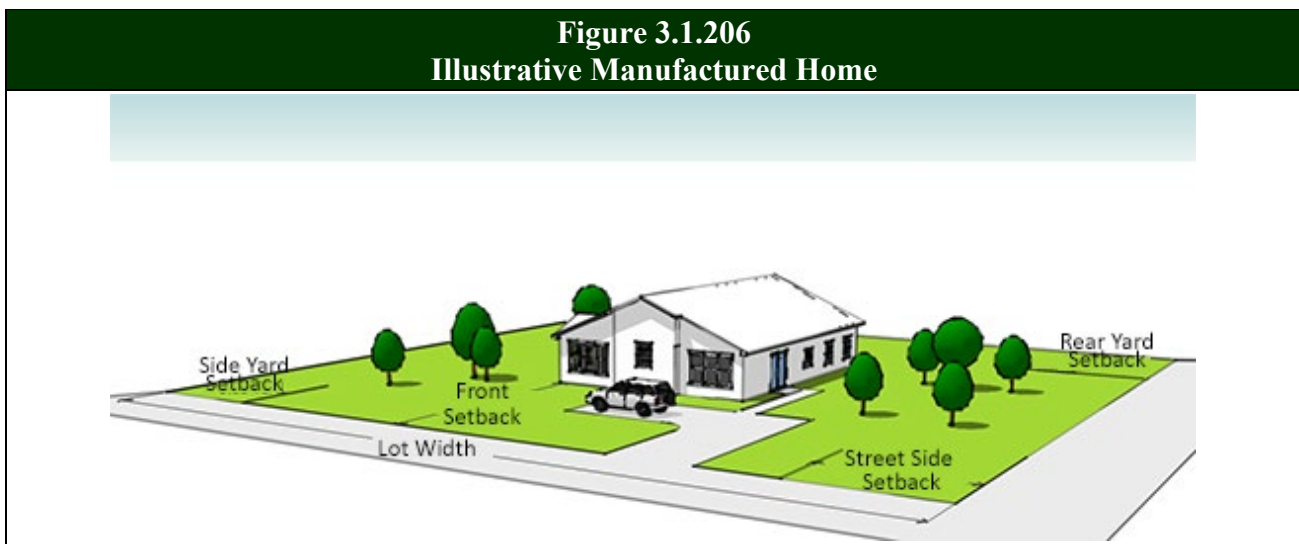 Figure 3.1.206
Illustrative Manufactured Home
Side Yard
Setback
Front
Setback
Lot Width
Rear Yard
Setback
Street Side
Setback